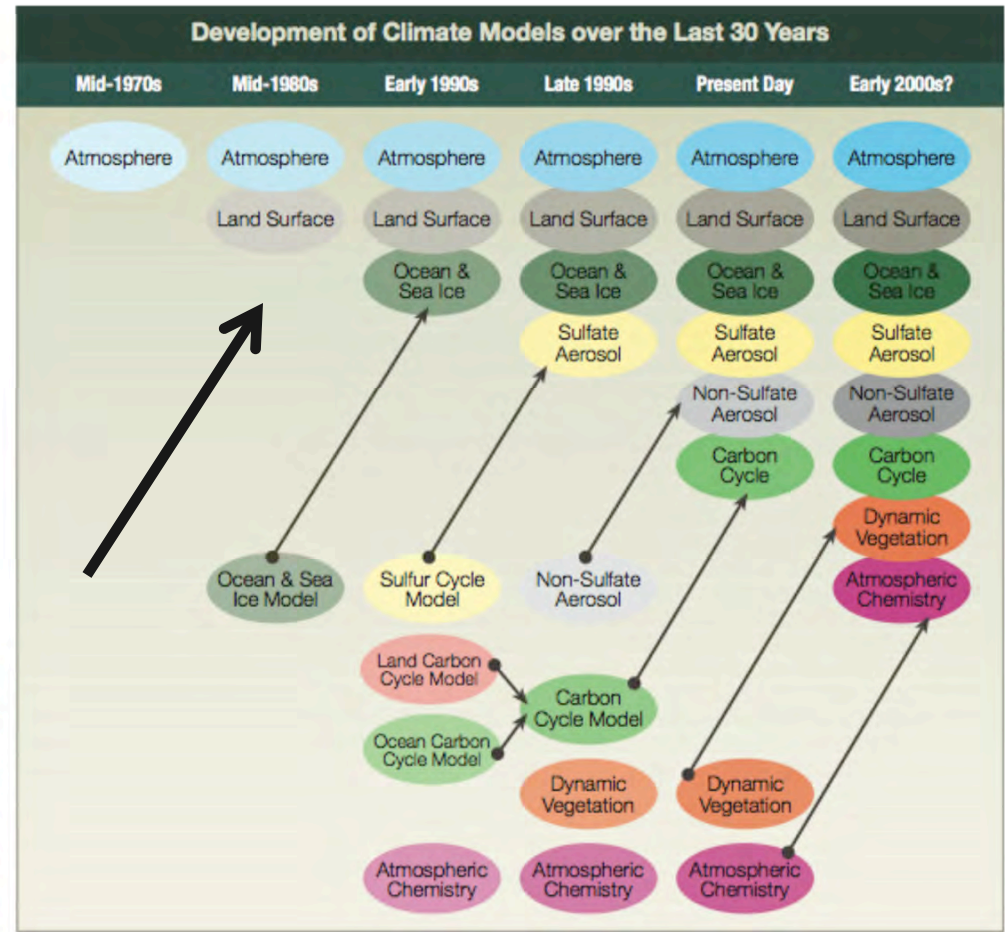 Development of Climate Models over the Last 30 Years
Mid-1970s Mid-1980s Early 1990s Late 1990s Present Day Early 2000s?
Atmosphere Atmosphere Atmosphere Atmosphere Atmosphere Atmosphere
Land Surface Land Surface Land Surface Land Surface Land Surface
Ocean & Ocean & Ocean & Ocean &
Sea Ice Sea Ice Sea Ice Sea Ice
Sulfate Sulfate Sulfate
Aerosol Aerosol Aerosol
Non-Sulfate Non-Sulfate
Aerosol Aerosol
Carbon Carbon
Cycle Cycle
Dynamic
Vegetation
Ocean & Sea Sulfur Cycle Non-Sulfate Atmospheric
Ice Model Model Aerosol Chemistry
Land Carbon
Cycle Model
Carbon
Cycle Model
Ocean Carbon
Cycle Model
Dynamic Dynamic
Vegetation Vegetation
Atmospheric Atmospheric Atmospheric
Chemistry Chemistry Chemistry